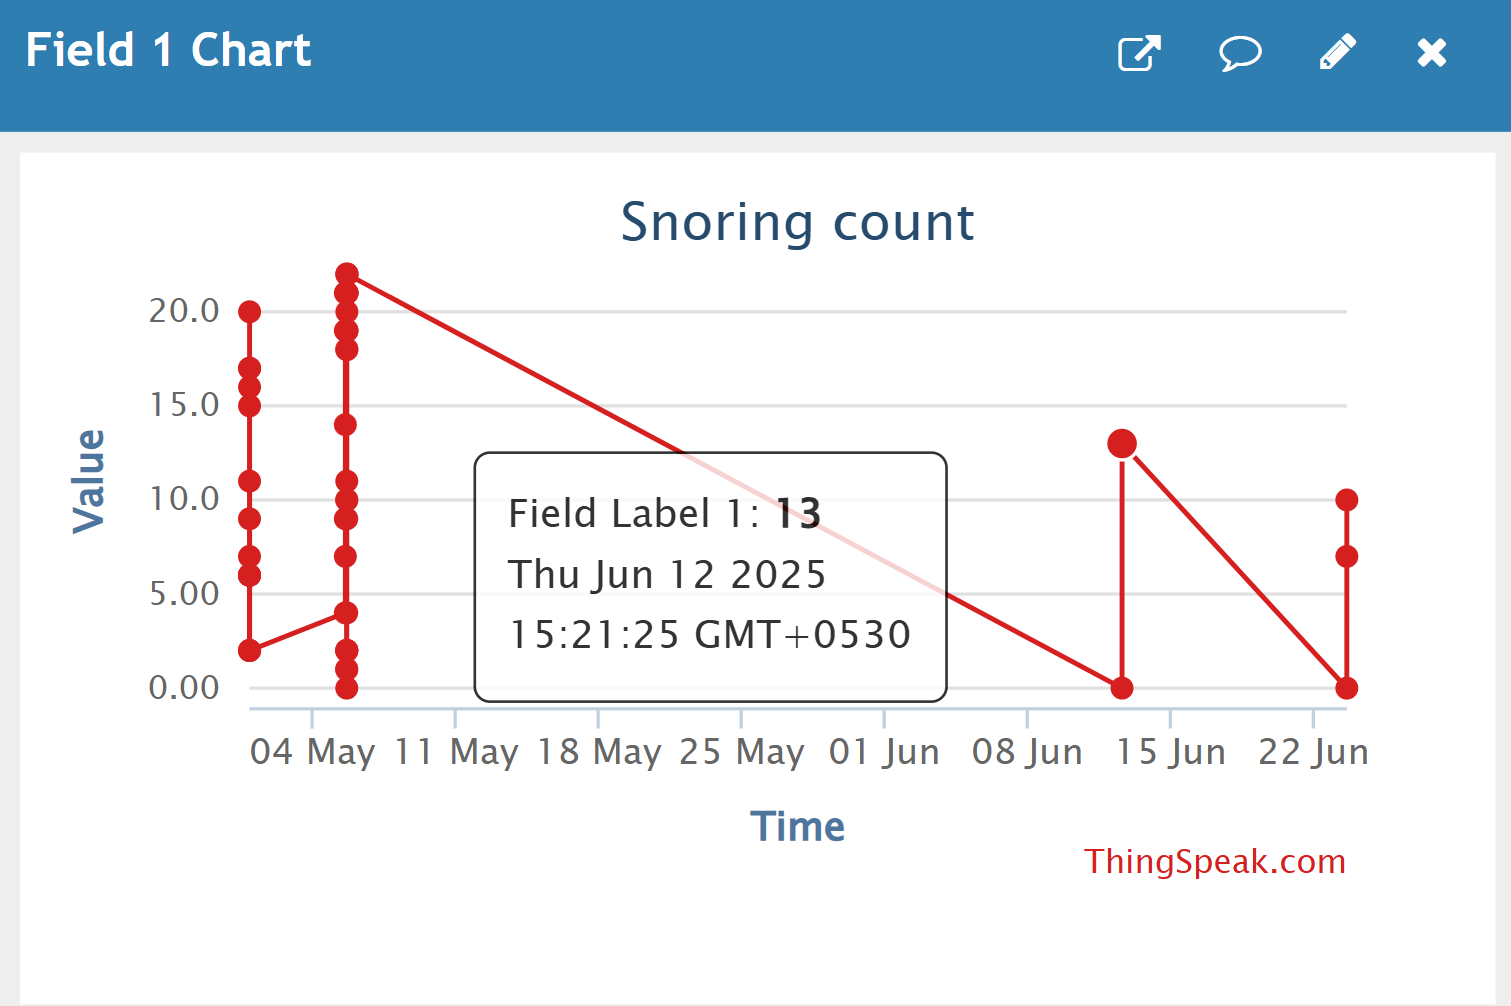 Field 1 Chart
Snoring count
20.0
15.0
10.0
5.00
0.00
Value
Field Label 1: 13
Thu Jun 12 2025
15:21:25 GMT+0530
04 May 11 May 18 May 25 May 01 Jun 08 Jun 15 Jun 22 Jun
Time
ThingSpeak.com